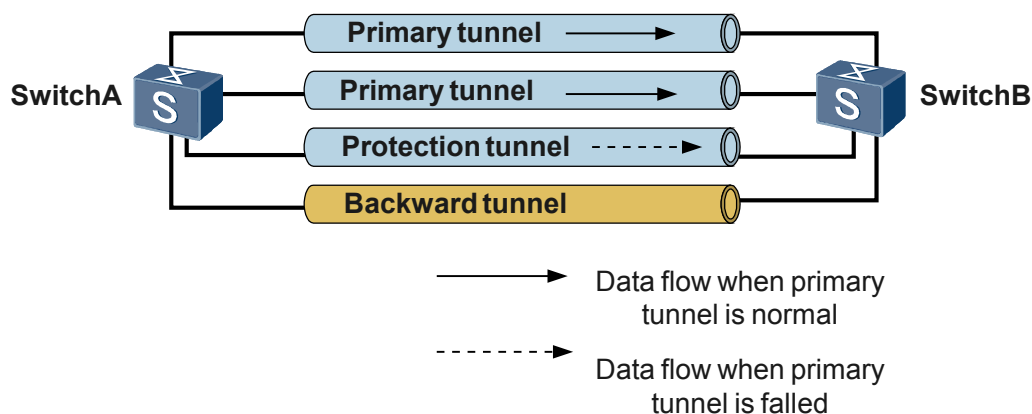 Primary tunnel
Primary tunnel
SwitchA
S
S
SwitchB
Protection tunnel
Backward tunnel
Data flow when primary
tunnel is normal
Data flow when primary
tunnel is falled